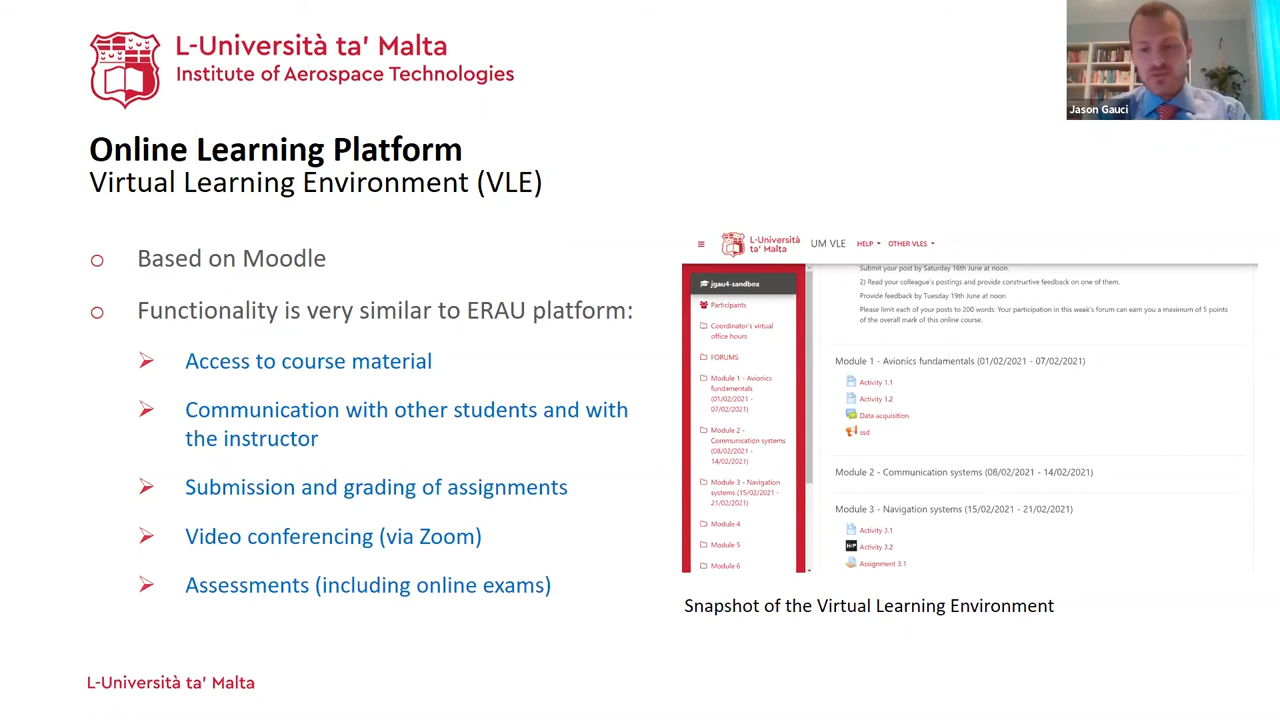 L-Università ta' Malta
Institute of Aerospace Technologies
Jason Gauci
Online Learning Platform
Virtual Learning Environment (VLE)
Based on Moodle
Functionality is very similar to ERAU platform:
Access to course material
Communication with other students and with
the instructor
Submission and grading of assignments
Video conferencing (via Zoom)
Assessments (including online exams)
L-Università
ta' Malta
UM VLE
HELP
OTHER VLES
jgau4-sandbox
Participants
Coordinator's virtual
office hours
FORUMS
Module 1 - Avionics
fundamentals
(01/02/2021 -
07/02/2021)
Module 2 -
Communication systems
(08/02/2021 -
14/02/2021)
Module 3 - Navigation
systems (15/02/2021 -
21/02/2021)
Module 4
Module 5
Module 6
Submit your post by Saturday 16th June at noon.
2) Read your colleague's postings and provide constructive feedback on one of them.
Provide feedback by Tuesday 19th June at noon.
Please limit each of your posts to 200 words. Your participation in this week's forum can earn you a maximum of 5 points
of the overall mark of this online course.
Module 1 - Avionics fundamentals (01/02/2021 - 07/02/2021)
Activity 1.1
Activity 1.2
Data acquisition
ssd
Module 2 - Communication systems (08/02/2021 - 14/02/2021)
Module 3 - Navigation systems (15/02/2021 - 21/02/2021)
Activity 3.1
H5P
Activity 3.2
Assignment 3.1
Snapshot of the Virtual Learning Environment
L-Università ta' Malta